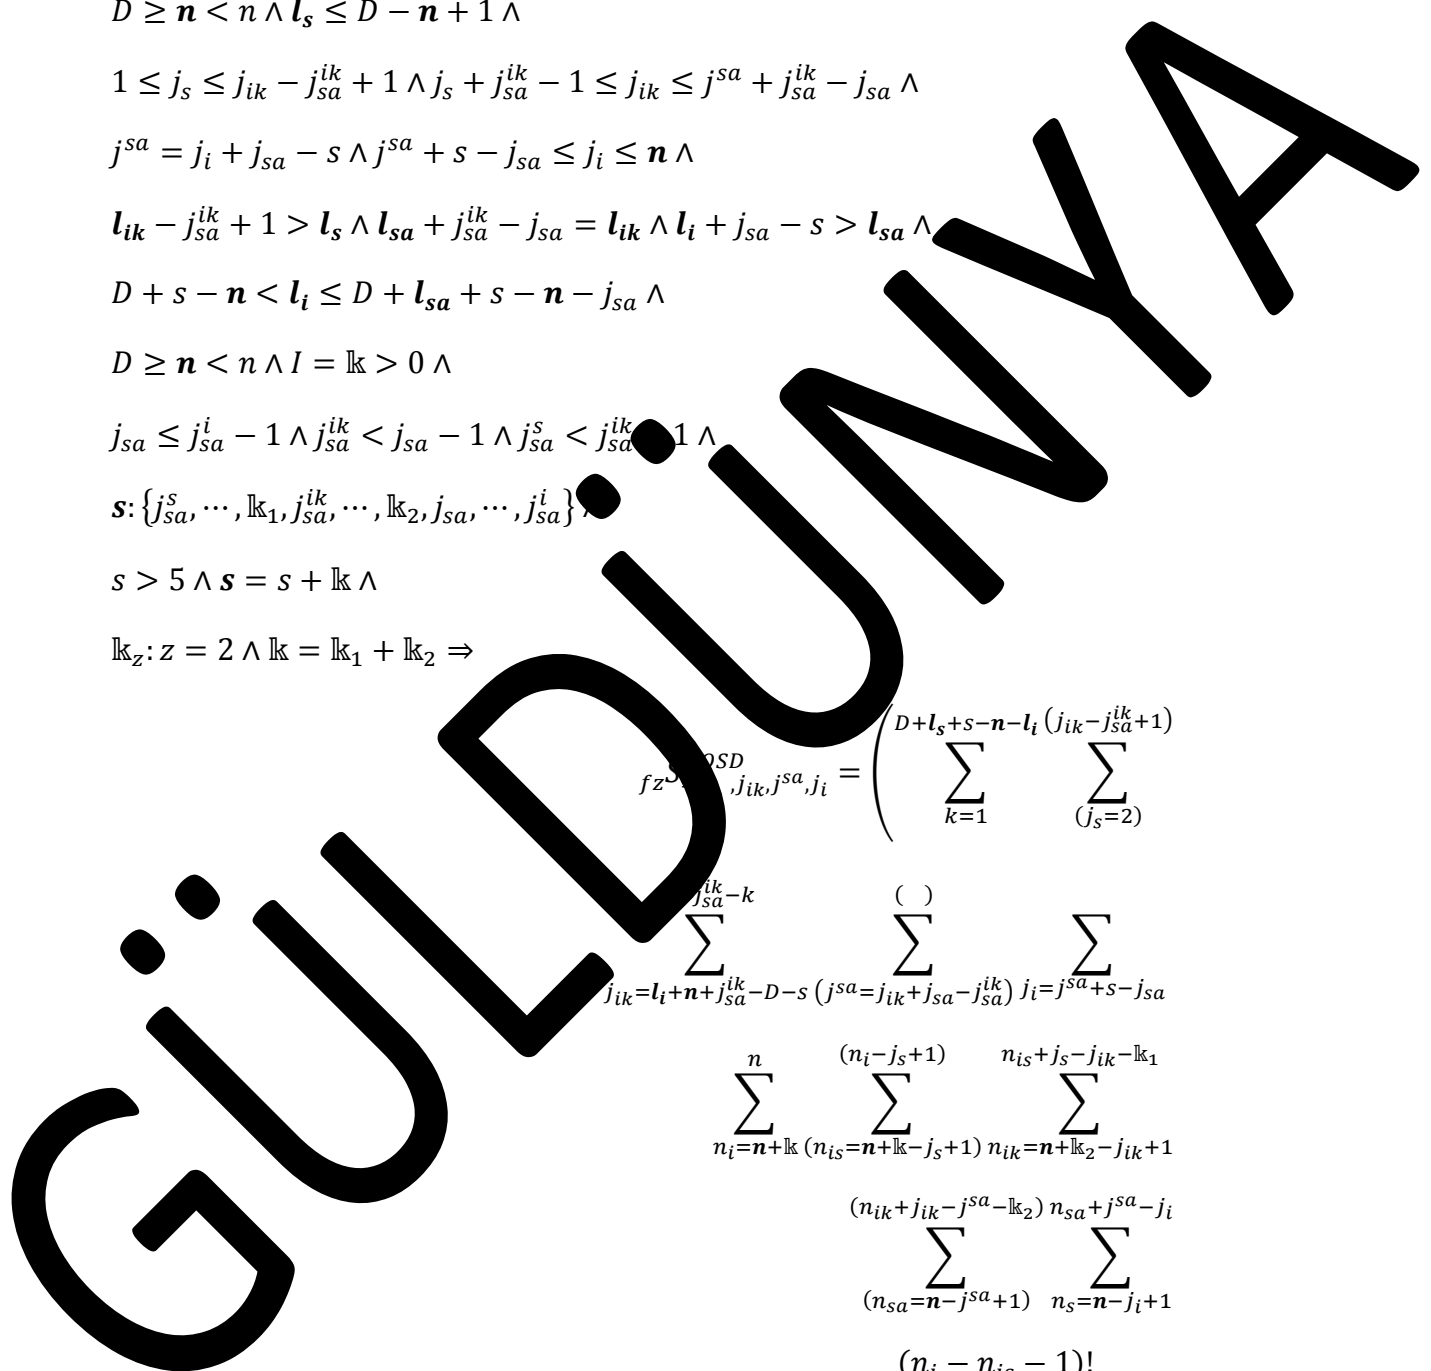 D ≥ 𝒏 < n ∧ 𝒍_𝒔 ≤ D − 𝒏 + 1 ∧
1 ≤ j_s ≤ j_{ik} − j_{sa}^{ik} + 1 ∧ j_s + j_{sa}^{ik} − 1 ≤ j_{ik} ≤ j^{sa} + j_{sa}^{ik} − j_{sa} ∧
j^{sa} = j_i + j_{sa} − s ∧ j^{sa} + s − j_{sa} ≤ j_i ≤ 𝒏 ∧
𝒍_{𝒊𝒌} − j_{sa}^{ik} + 1 > 𝒍_𝒔 ∧ 𝒍_{𝒔𝒂} + j_{sa}^{ik} − j_{sa} = 𝒍_{𝒊𝒌} ∧ 𝒍_𝒊 + j_{sa} − s > 𝒍_{𝒔𝒂} ∧
D + s − 𝒏 < 𝒍_𝒊 ≤ D + 𝒍_{𝒔𝒂} + s − 𝒏 − j_{sa} ∧
D ≥ 𝒏 < n ∧ I = 𝕜 > 0 ∧
j_{sa} ≤ j_{sa}^i − 1 ∧ j_{sa}^{ik} < j_{sa} − 1 ∧ j_{sa}^s < j_{sa}^{ik} 1 ∧
𝒔: {j_{sa}^s, ⋯ , 𝕜_1, j_{sa}^{ik}, ⋯ , 𝕜_2, j_{sa}, ⋯ , j_{sa}^i}
s > 5 ∧ 𝒔 = s + 𝕜 ∧
𝕜_z: z = 2 ∧ 𝕜 = 𝕜_1 + 𝕜_2 ⇒
_{fz}S^{OSD}_{,j_{ik},j^{sa},j_i} = ( ∑_{k=1}^{D+𝒍_𝒔+s−𝒏−𝒍_𝒊} ∑_{(j_s=2)}^{(j_{ik}−j_{sa}^{ik}+1)}
∑_{j_{ik}=𝒍_𝒊+𝒏+j_{sa}^{ik}−D−s}^{j_{sa}^{ik}−k} ∑_{(j^{sa}=j_{ik}+j_{sa}−j_{sa}^{ik})}^{( )} ∑_{j_i=j^{sa}+s−j_{sa}}
∑_{n_i=𝒏+𝕜}^{n} ∑_{(n_{is}=𝒏+𝕜−j_s+1)}^{(n_i−j_s+1)} ∑_{n_{ik}=𝒏+𝕜_2−j_{ik}+1}^{n_{is}+j_s−j_{ik}−𝕜_1}
∑_{(n_{sa}=𝒏−j^{sa}+1)}^{(n_{ik}+j_{ik}−j^{sa}−𝕜_2)} ∑_{n_s=𝒏−j_i+1}^{n_{sa}+j^{sa}−j_i}
(n_i − n_{is} − 1)!
GÜLDÜNYA